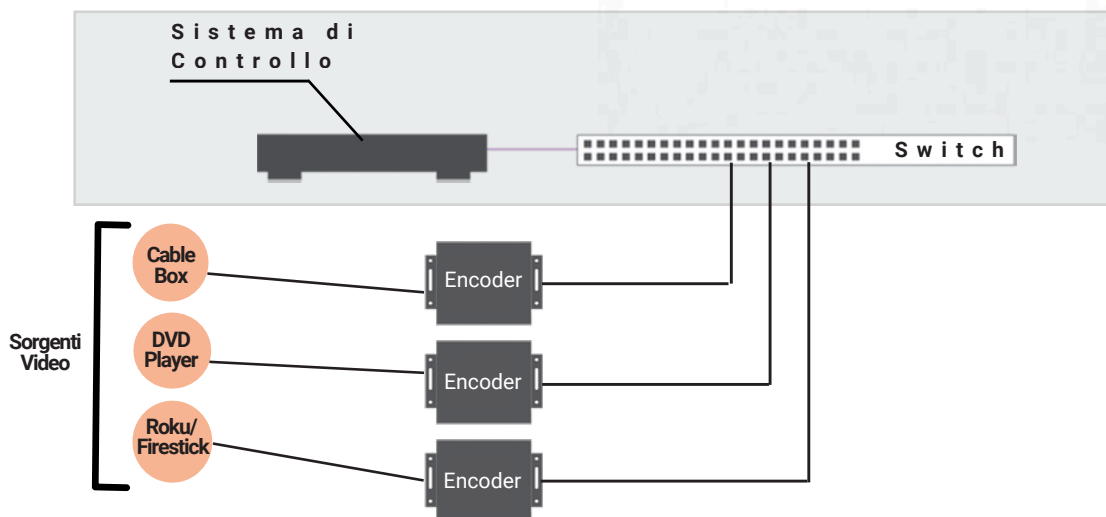 Sistema di
Controllo
Switch
Cable
Box
Encoder
Sorgenti
Video
DVD
Player
Encoder
Roku/
Firestick
Encoder